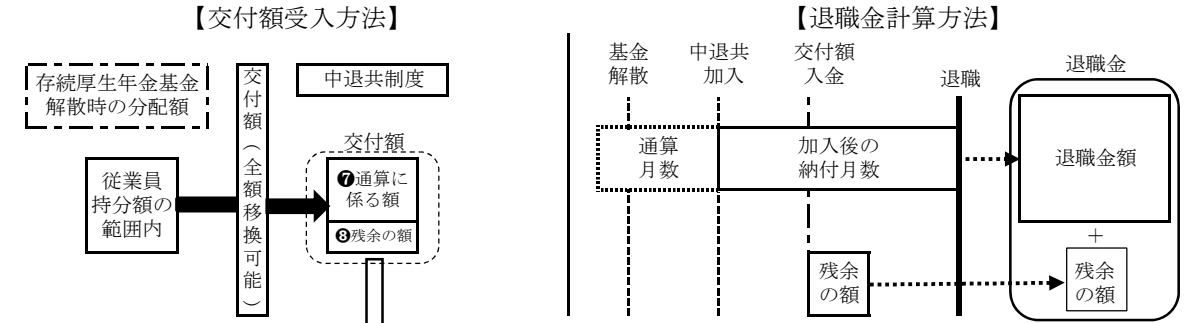 【交付額受入方法】
存続厚生年金基金
解散時の分配額
交付額（全額移換可能）
中退共制度
従業員
持分額の
範囲内
交付額
❼通算に
係る額
❽残余の額
【退職金計算方法】
基金
解散
中退共
加入
交付額
入金
退職
退職金
通算
月数
加入後の
納付月数
退職金額
＋
残余
の額
残余
の額